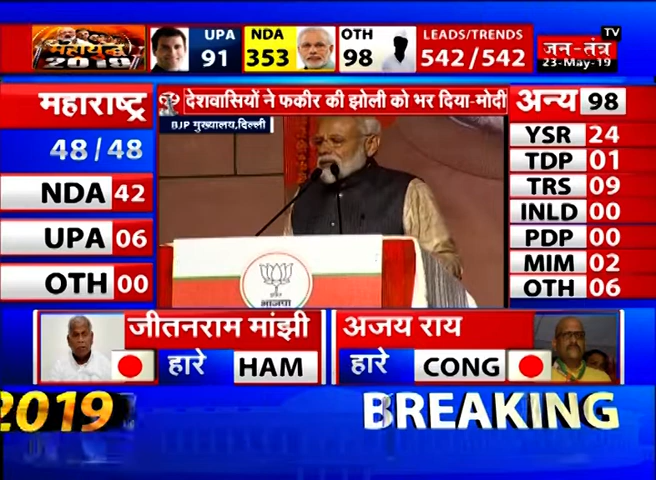 महायुद्ध
2019
UPA
91
NDA
353
OTH
98
LEADS/TRENDS
542/542
TV
जन-तंत्र
23-May-19
महाराष्ट्र
48/48
NDA 42
UPA 06
OTH 00
देशवासियों ने फकीर की झोली को भर दिया-मोदी
BJP मुख्यालय,दिल्ली
भाजपा
अन्य 98
YSR 24
TDP 01
TRS 09
INLD 00
PDP 00
MIM 02
OTH 06
जीतनराम मांझी
हारे HAM
अजय राय
हारे CONG
2019
BREAKING